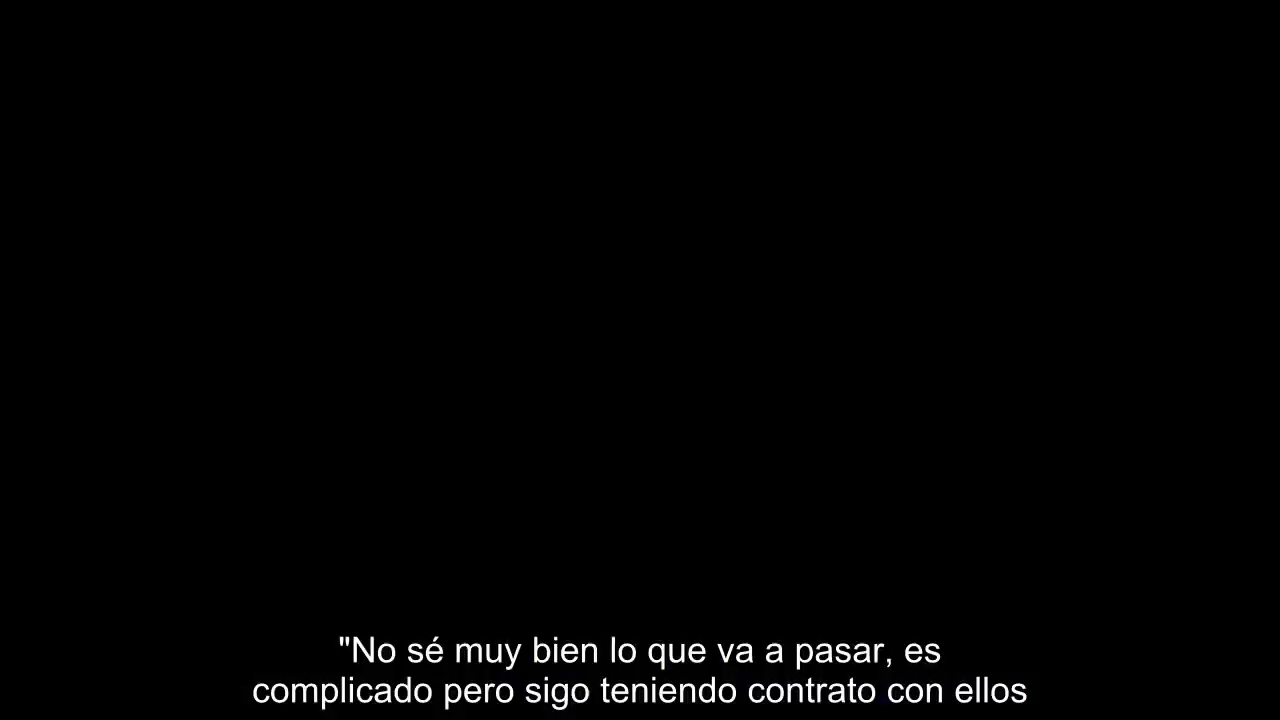 "No sé muy bien lo que va a pasar, es
complicado pero sigo teniendo contrato con ellos